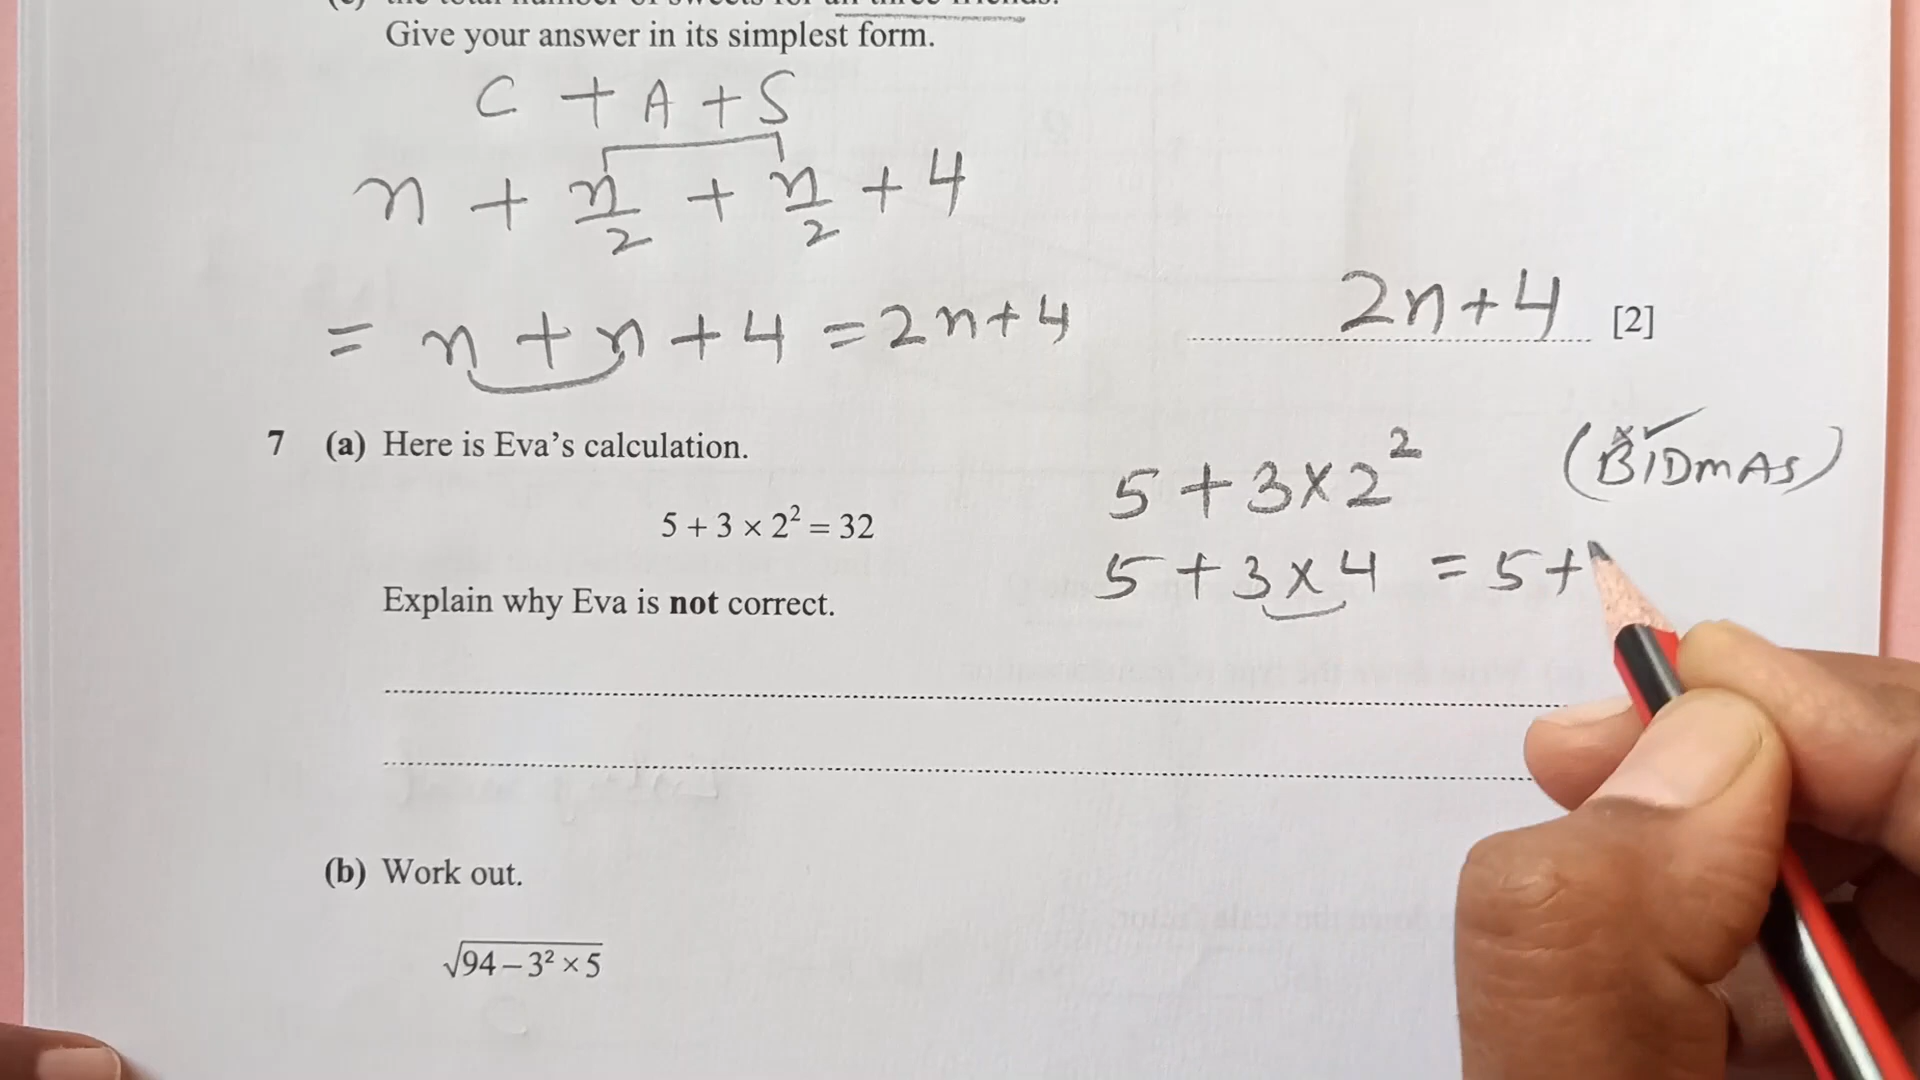 Give your answer in its simplest form.
C + A + S
n + n/2 + n/2 + 4
= n + n + 4 = 2n + 4
2n + 4 [2]
7 (a) Here is Eva's calculation.
5 + 3 × 2² = 32
Explain why Eva is not correct.
5 + 3 × 2² (BIDMAS)
5 + 3 × 4 = 5 +
(b) Work out.
√94 – 3² × 5